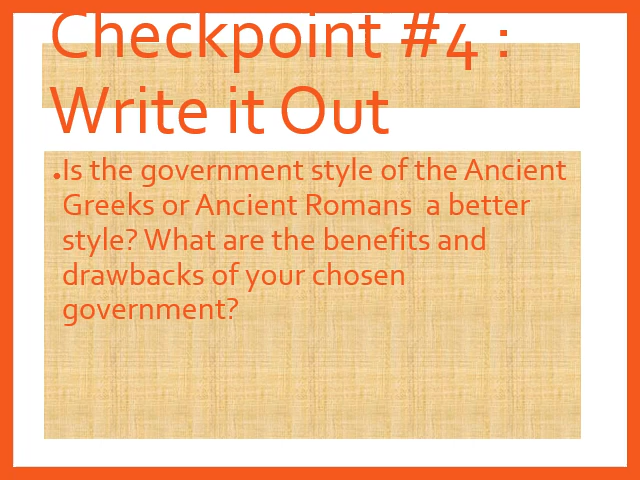 Checkpoint #4 :
Write it Out
•Is the government style of the Ancient
Greeks or Ancient Romans  a better
style? What are the benefits and
drawbacks of your chosen
government?